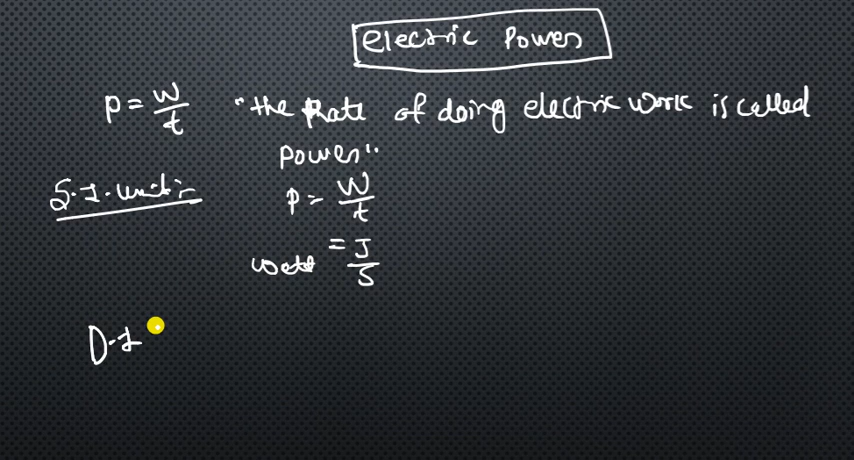 Electric Power
P = W/t "the Rate of doing electric work is called
Power"
S.I. unit :- P = W/t
watt = J/S
D.I